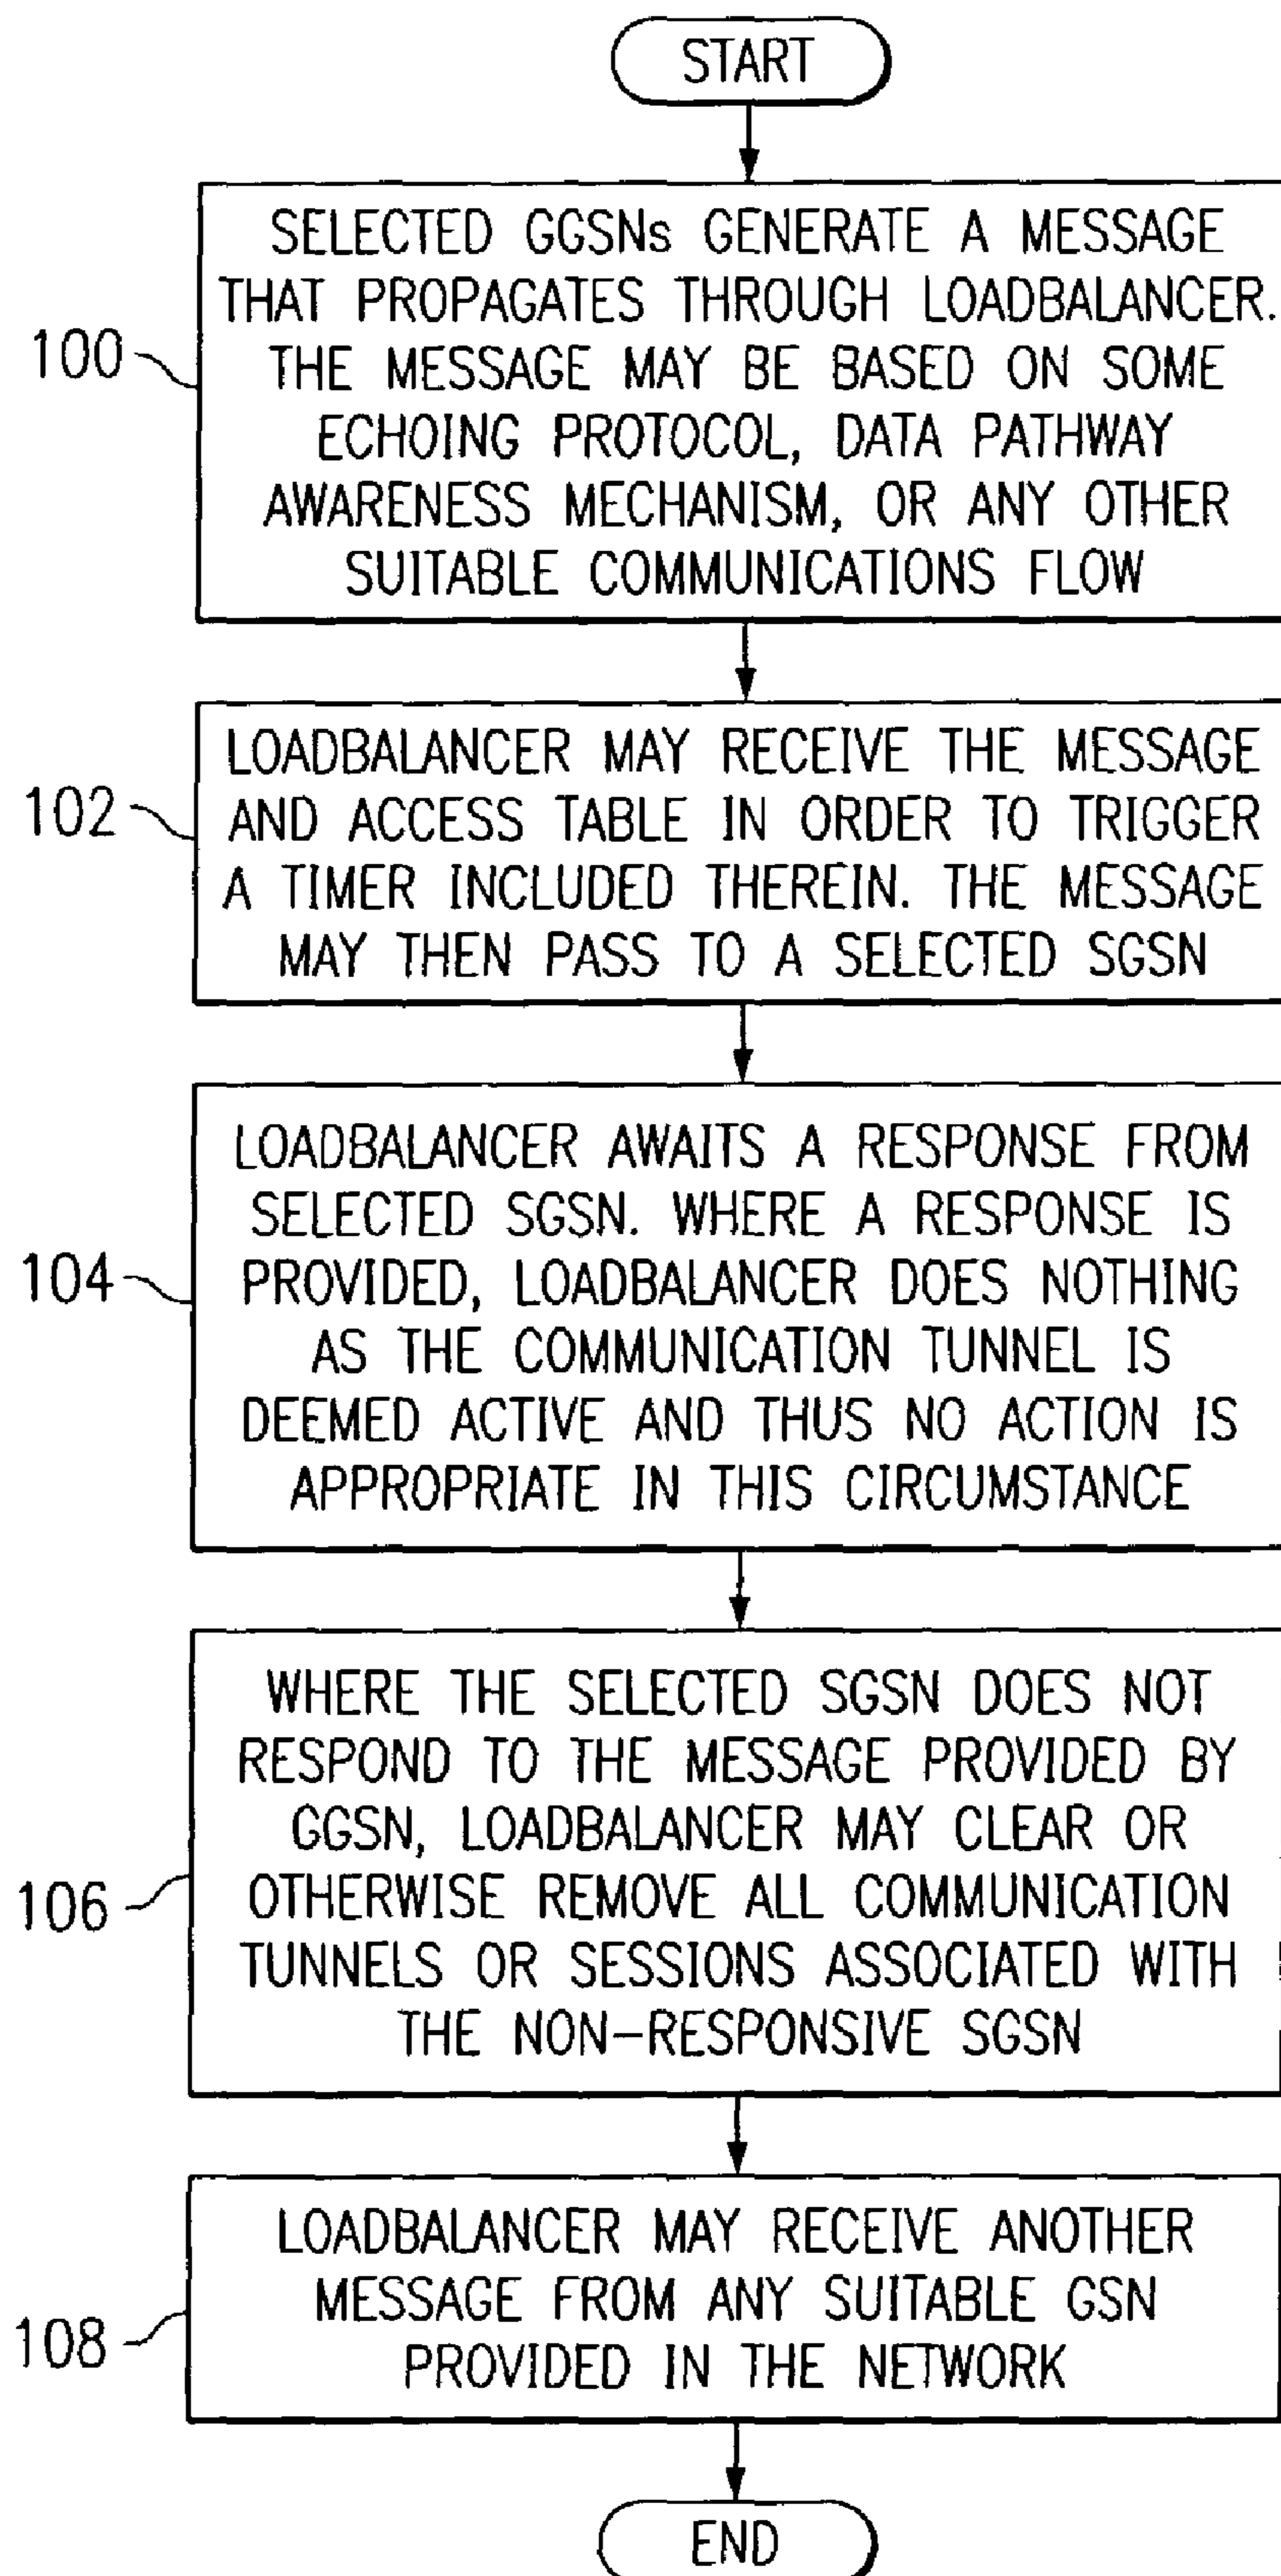 START
SELECTED GGSNs GENERATE A MESSAGE
THAT PROPAGATES THROUGH LOADBALANCER.
100
THE MESSAGE MAY BE BASED ON SOME
ECHOING PROTOCOL, DATA PATHWAY
AWARENESS MECHANISM, OR ANY OTHER
SUITABLE COMMUNICATIONS FLOW
LOADBALANCER MAY RECEIVE THE MESSAGE
102
AND ACCESS TABLE IN ORDER TO TRIGGER
A TIMER INCLUDED THEREIN. THE MESSAGE
MAY THEN PASS TO A SELECTED SGSN
LOADBALANCER AWAITS A RESPONSE FROM
SELECTED SGSN. WHERE A RESPONSE IS
104
PROVIDED, LOADBALANCER DOES NOTHING
AS THE COMMUNICATION TUNNEL IS
DEEMED ACTIVE AND THUS NO ACTION IS
APPROPRIATE IN THIS CIRCUMSTANCE
WHERE THE SELECTED SGSN DOES NOT
RESPOND TO THE MESSAGE PROVIDED BY
GGSN, LOADBALANCER MAY CLEAR OR
106
OTHERWISE REMOVE ALL COMMUNICATION
TUNNELS OR SESSIONS ASSOCIATED WITH
THE NON-RESPONSIVE SGSN
LOADBALANCER MAY RECEIVE ANOTHER
108
MESSAGE FROM ANY SUITABLE GSN
PROVIDED IN THE NETWORK
END